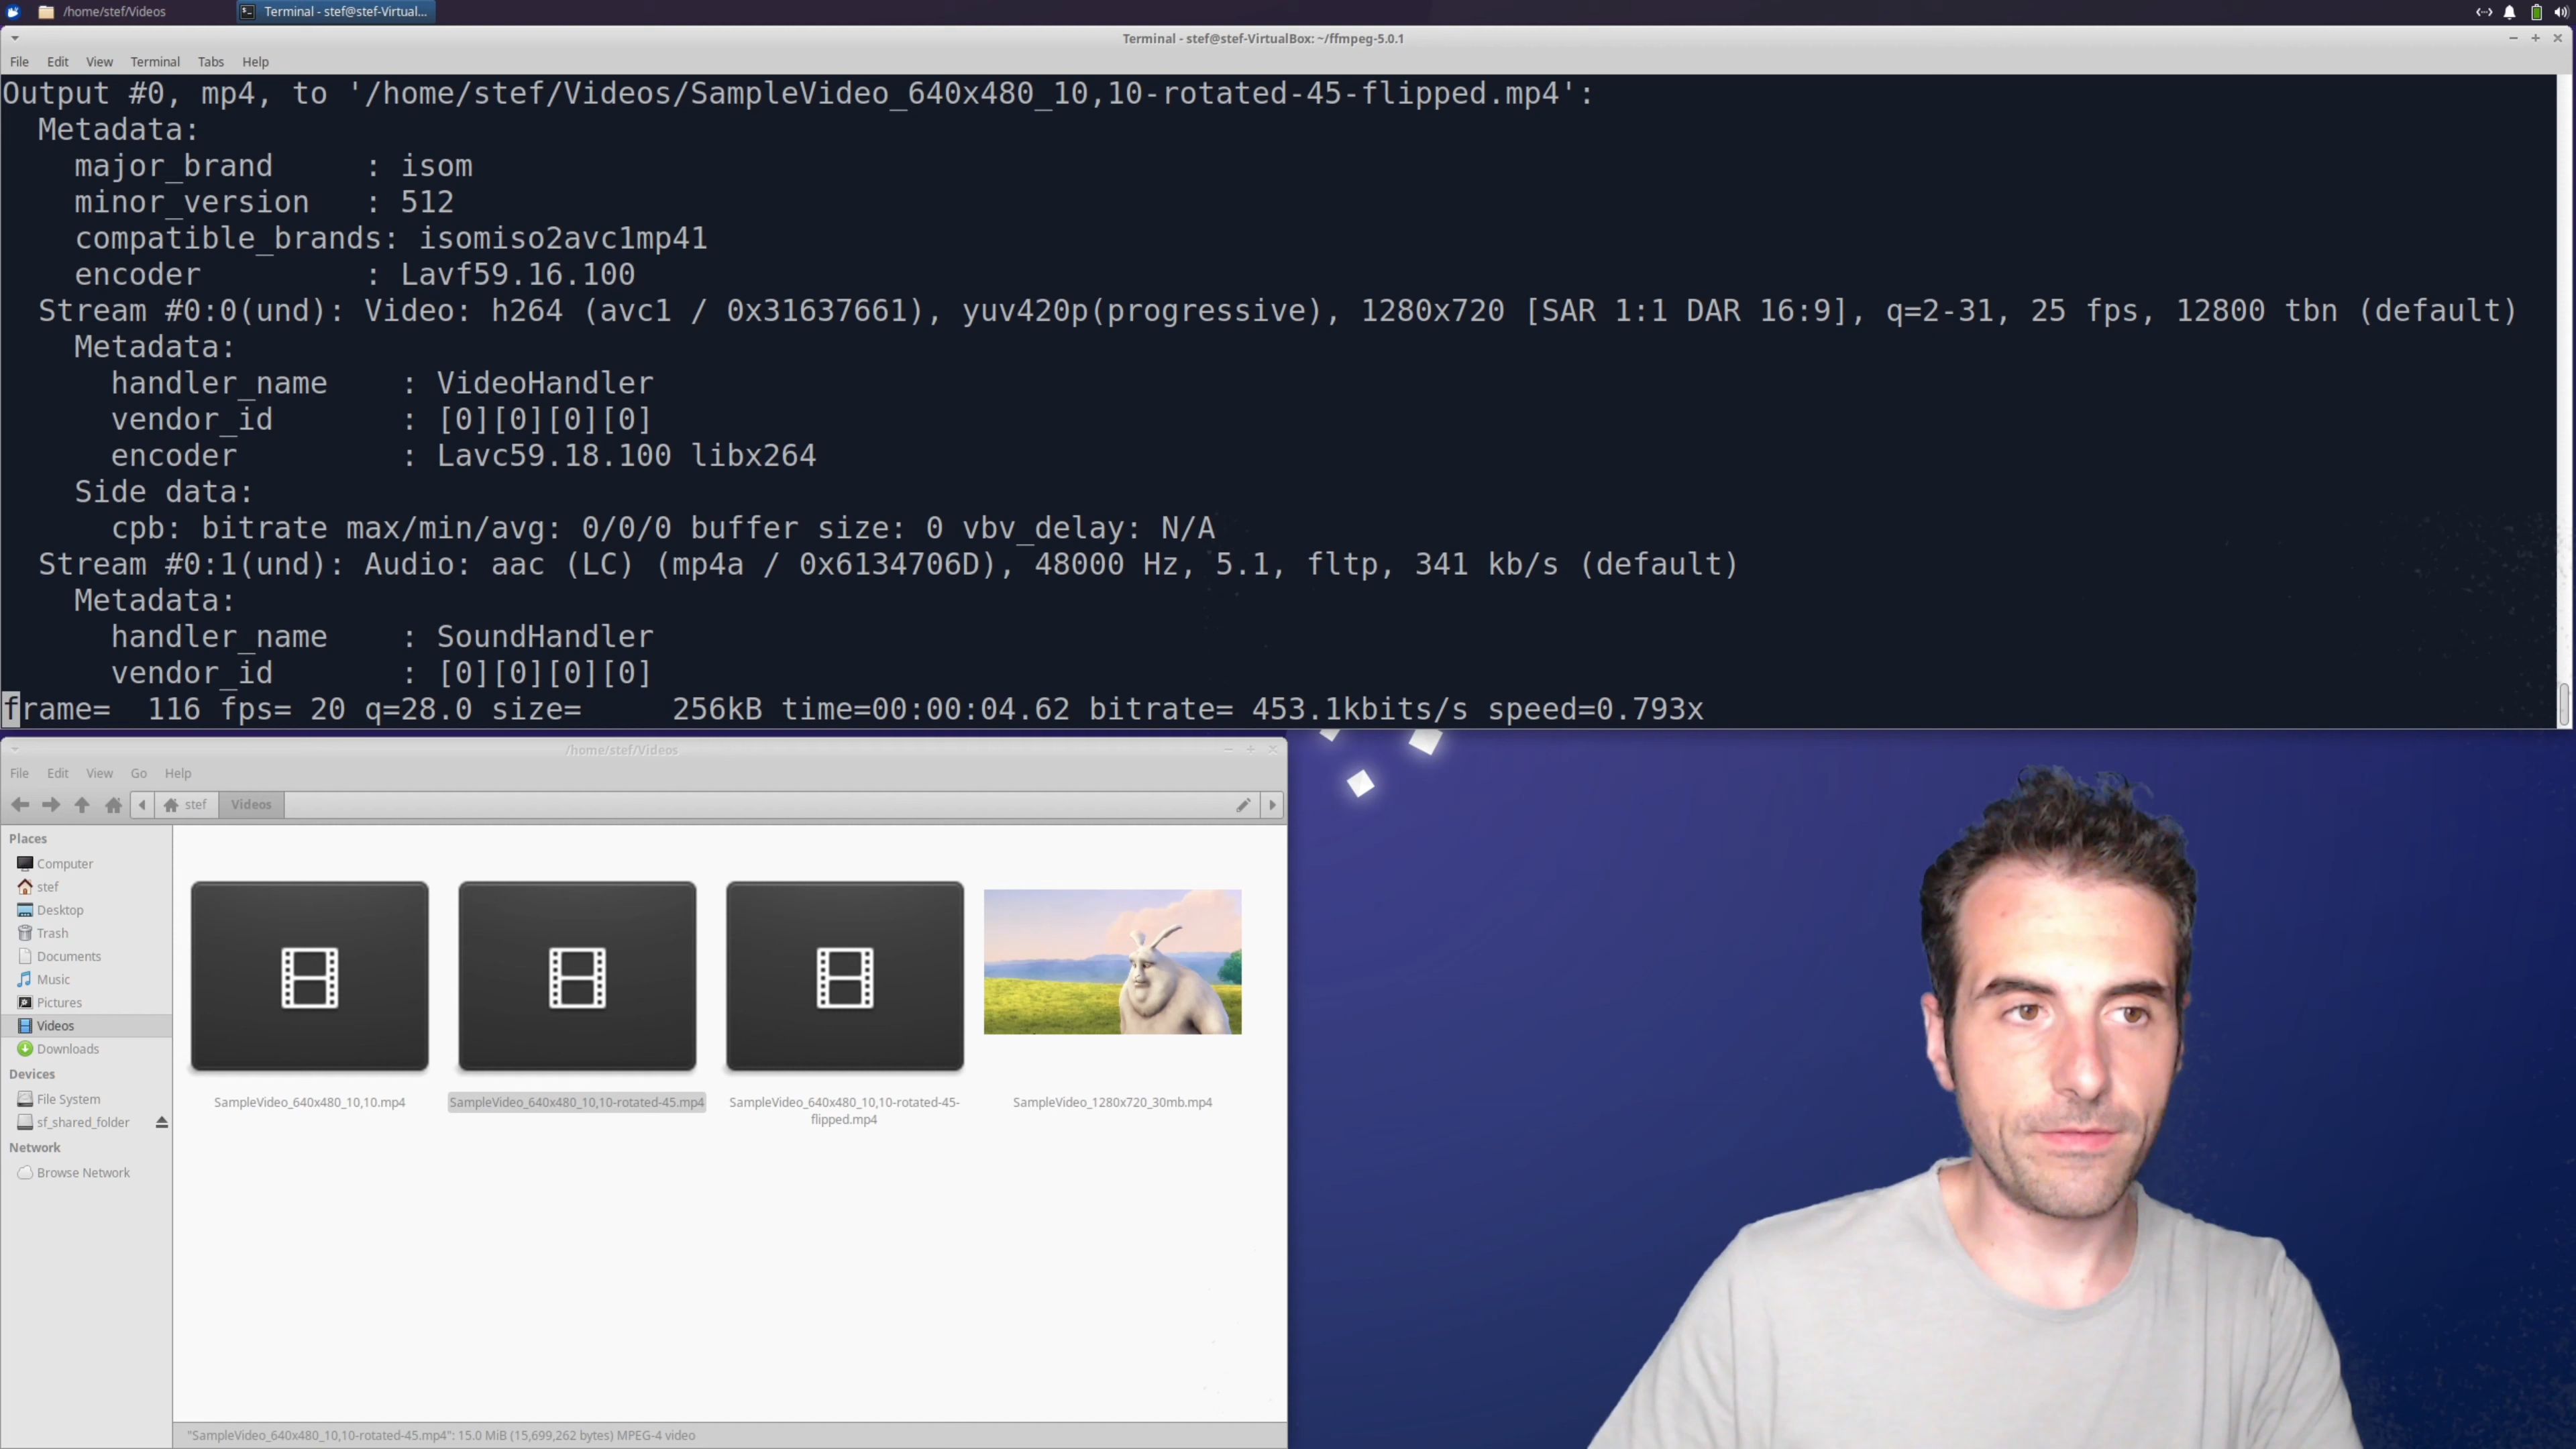 /home/stef/Videos
Terminal - stef@stef-Virtual...
Terminal - stef@stef-VirtualBox: ~/ffmpeg-5.0.1
File Edit View Terminal Tabs Help
Output #0, mp4, to '/home/stef/Videos/SampleVideo_640x480_10,10-rotated-45-flipped.mp4':
Metadata:
major_brand : isom
minor_version : 512
compatible_brands: isomiso2avc1mp41
encoder : Lavf59.16.100
Stream #0:0(und): Video: h264 (avc1 / 0x31637661), yuv420p(progressive), 1280x720 [SAR 1:1 DAR 16:9], q=2-31, 25 fps, 12800 tbn (default)
Metadata:
handler_name : VideoHandler
vendor_id : [0][0][0][0]
encoder : Lavc59.18.100 libx264
Side data:
cpb: bitrate max/min/avg: 0/0/0 buffer size: 0 vbv_delay: N/A
Stream #0:1(und): Audio: aac (LC) (mp4a / 0x6134706D), 48000 Hz, 5.1, fltp, 341 kb/s (default)
Metadata:
handler_name : SoundHandler
vendor_id : [0][0][0][0]
frame= 116 fps= 20 q=28.0 size= 256kB time=00:00:04.62 bitrate= 453.1kbits/s speed=0.793x
/home/stef/Videos
File Edit View Go Help
stef Videos
Places
Computer
stef
Desktop
Trash
Documents
Music
Pictures
Videos
Downloads
Devices
File System
sf_shared_folder
Network
Browse Network
SampleVideo_640x480_10,10.mp4
SampleVideo_640x480_10,10-rotated-45.mp4
SampleVideo_640x480_10,10-rotated-45-
flipped.mp4
SampleVideo_1280x720_30mb.mp4
"SampleVideo_640x480_10,10-rotated-45.mp4": 15.0 MiB (15,699,262 bytes) MPEG-4 video